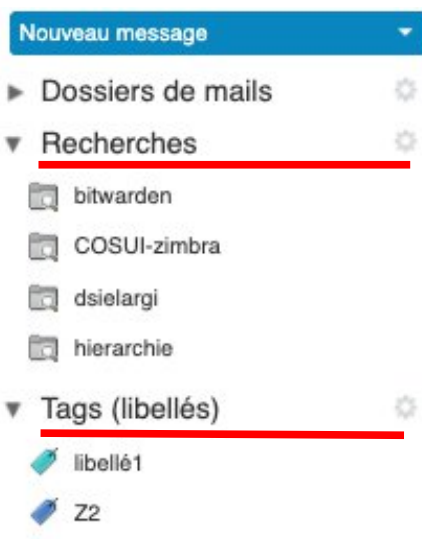 Nouveau message
Dossiers de mails
Recherches
bitwarden
COSUI-zimbra
dsielargi
hierarchie
Tags (libellés)
libellé1
Z2